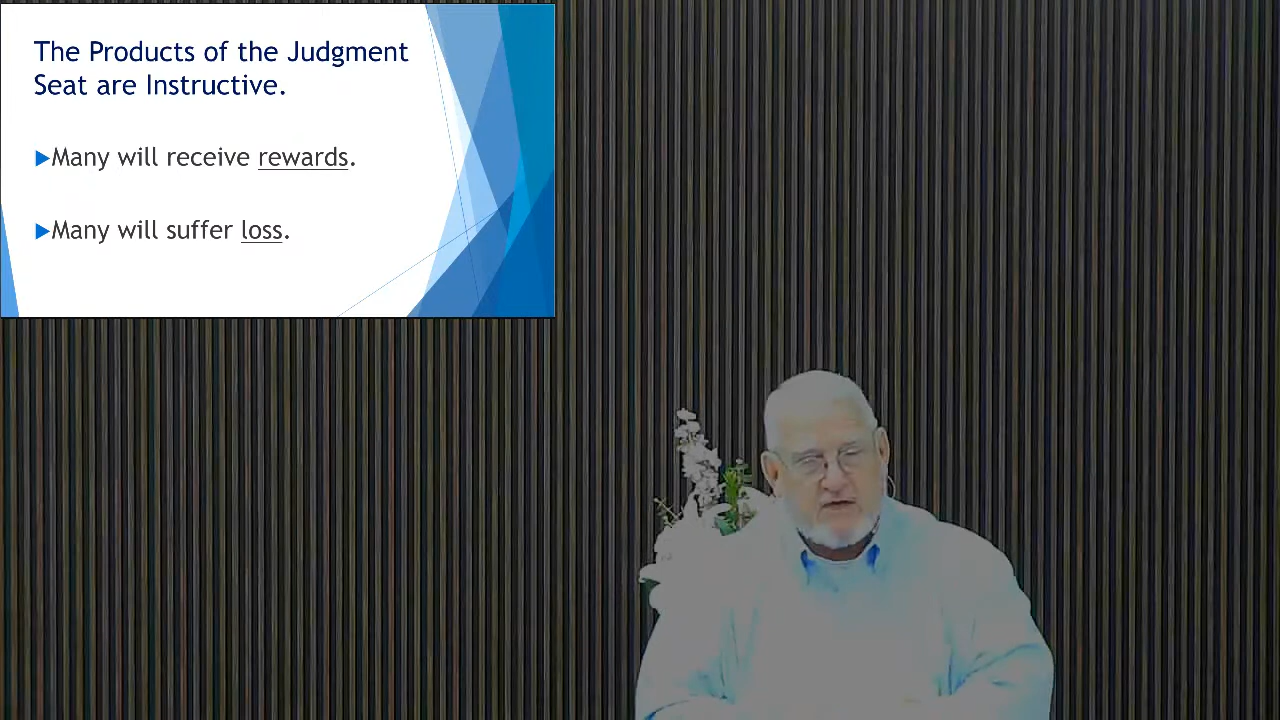 The Products of the Judgment
Seat are Instructive.
Many will receive rewards.
Many will suffer loss.